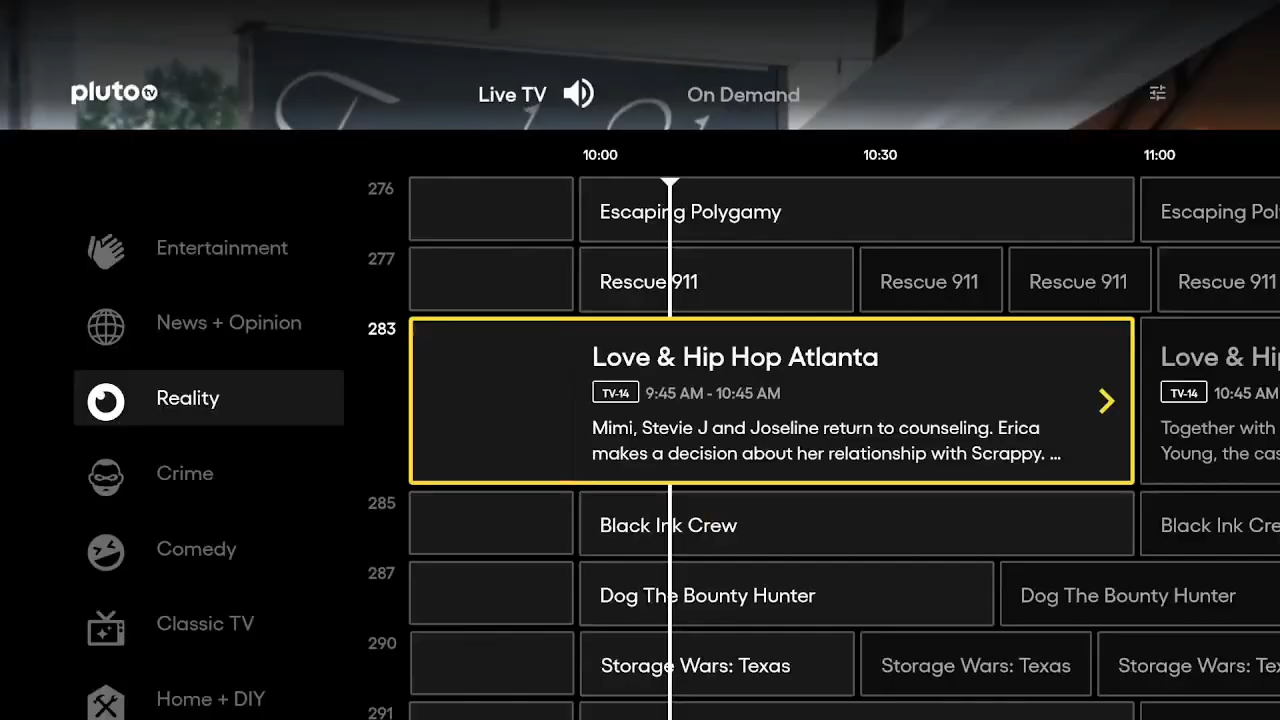 pluto tv
Live TV
On Demand
10:00
10:30
11:00
276
Escaping Polygamy
Escaping Pol
Entertainment
277
Rescue 911
Rescue 911
Rescue 911
Rescue 911
News + Opinion
283
Love & Hip Hop Atlanta
TV-14 9:45 AM - 10:45 AM
Mimi, Stevie J and Joseline return to counseling. Erica
makes a decision about her relationship with Scrappy. ...
Love & Hip
TV-14 10:45 AM
Together with
Young, the cas
Reality
Crime
285
Black Ink Crew
Black Ink Cre
Comedy
287
Dog The Bounty Hunter
Dog The Bounty Hunter
Classic TV
290
Storage Wars: Texas
Storage Wars: Texas
Storage Wars: Te
Home + DIY
291